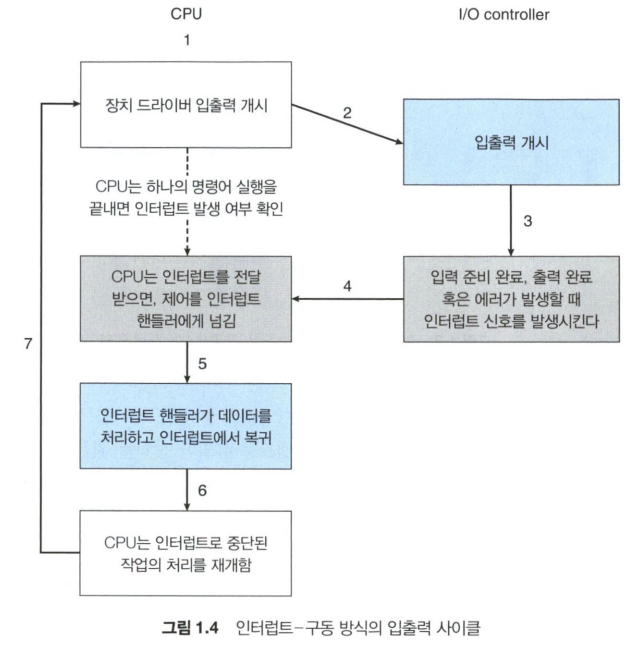 CPU
I/O controller
1
장치 드라이버 입출력 개시
2
입출력 개시
CPU는 하나의 명령어 실행을
끝내면 인터럽트 발생 여부 확인
3
CPU는 인터럽트를 전달
받으면, 제어를 인터럽트
핸들러에게 넘김
4
입력 준비 완료, 출력 완료
혹은 에러가 발생할 때
인터럽트 신호를 발생시킨다
7
5
인터럽트 핸들러가 데이터를
처리하고 인터럽트에서 복귀
6
CPU는 인터럽트로 중단된
작업의 처리를 재개함
그림 1.4 인터럽트-구동 방식의 입출력 사이클